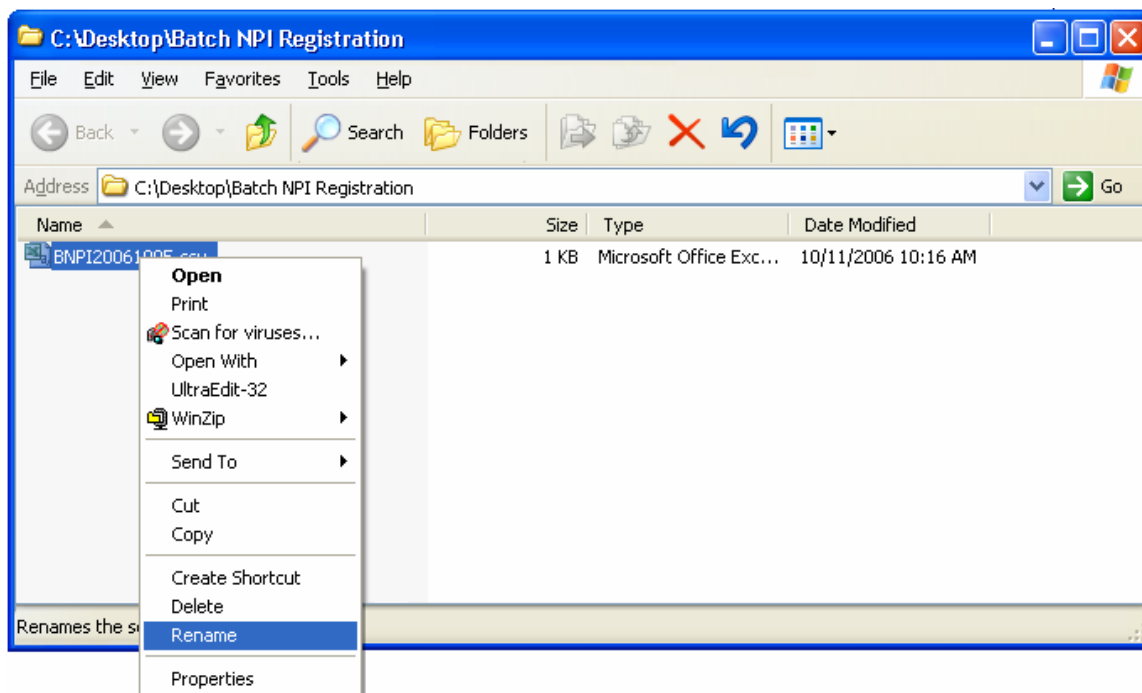 C:\Desktop\Batch NPI Registration
File Edit View Favorites Tools Help
Back Search Folders
Address C:\Desktop\Batch NPI Registration Go
Name Size Type Date Modified
1 KB Microsoft Office Exc... 10/11/2006 10:16 AM
Open
Print
Scan for viruses...
Open With
UltraEdit-32
WinZip
Send To
Cut
Copy
Create Shortcut
Delete
Renames the
Rename
Properties